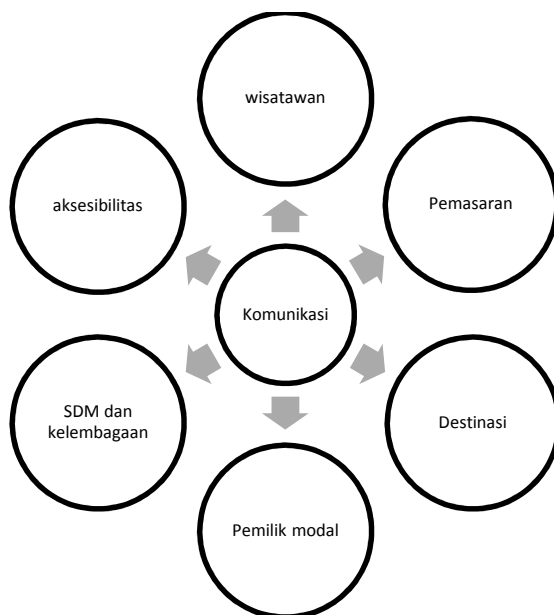 wisatawan
aksesibilitas
Pemasaran
Komunikasi
SDM dan
kelembagaan
Destinasi
Pemilik modal